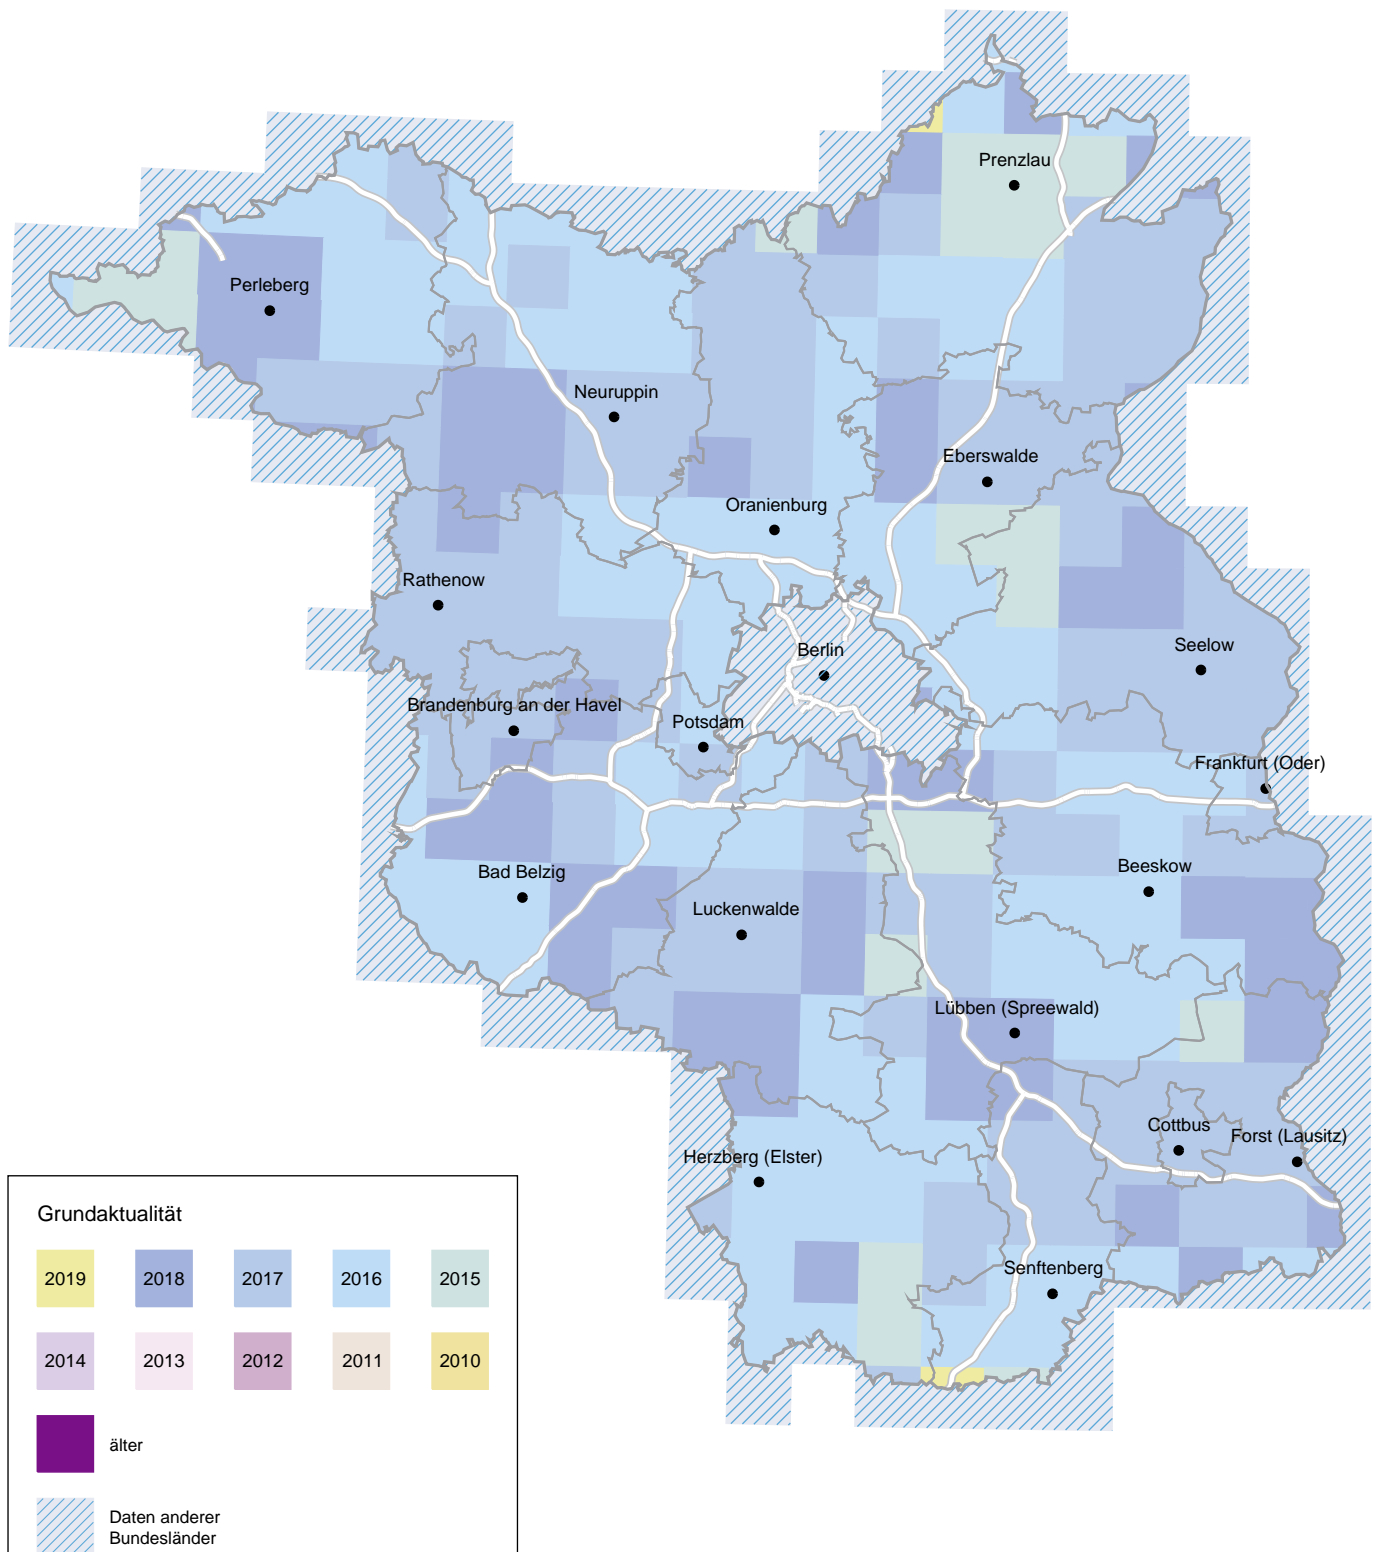 Prenzlau
Perleberg
Neuruppin
Eberswalde
Oranienburg
Rathenow
Seelow
Berlin
Brandenburg an der Havel
Potsdam
Frankfurt (Oder)
Bad Belzig
Beeskow
Luckenwalde
Lübben (Spreewald)
Cottbus
Forst (Lausitz)
Herzberg (Elster)
Senftenberg
Grundaktualität
2019 2018 2017 2016 2015
2014 2013 2012 2011 2010
älter
Daten anderer
Bundesländer